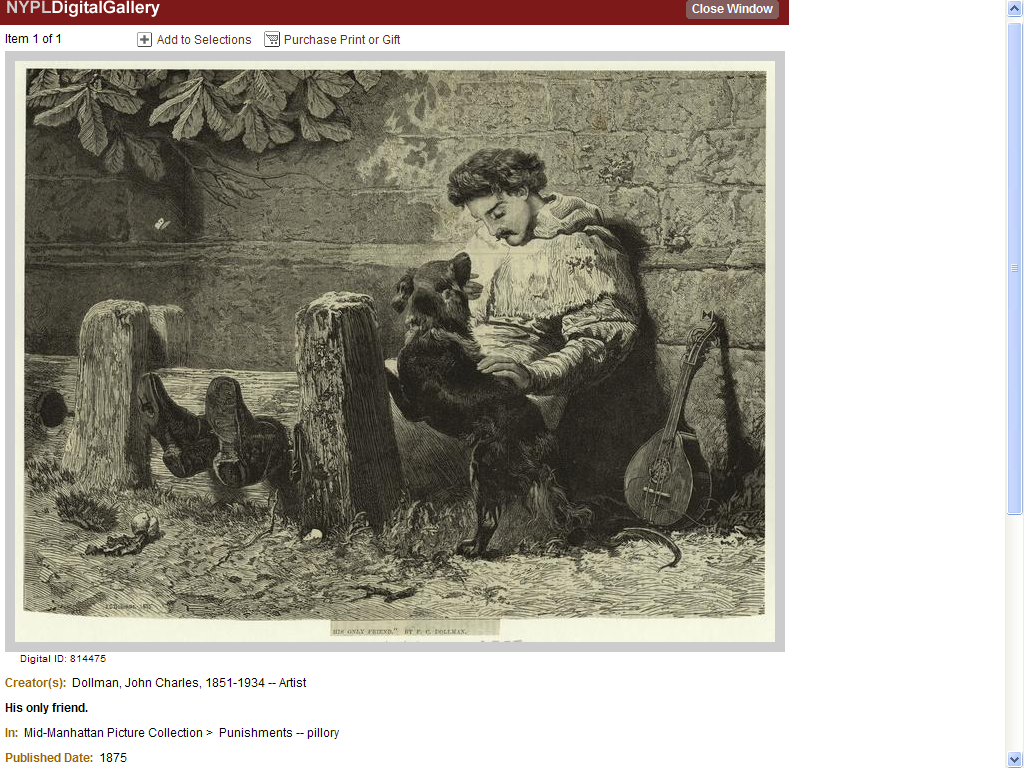 NYPLDigitalGallery
Close Window
Item 1 of 1
Add to Selections
Purchase Print or Gift
HIS ONLY FRIEND." BY F. C. DOLLMAN.
Digital ID: 814475
Creator(s): Dollman, John Charles, 1851-1934 -- Artist
His only friend.
In: Mid-Manhattan Picture Collection > Punishments -- pillory
Published Date: 1875